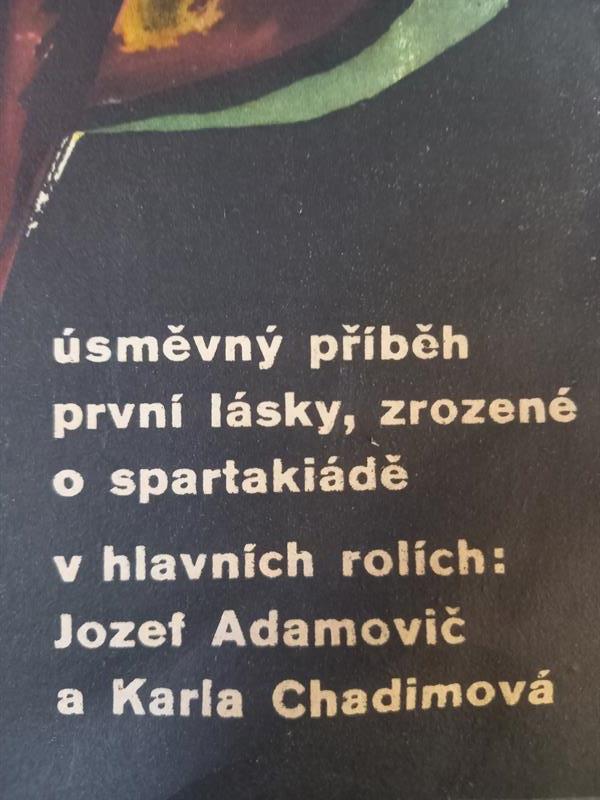 úsměvný příběh
první lásky, zrozené
o spartakiádě
v hlavních rolích:
Jozef Adamovič
a Karla Chadimová